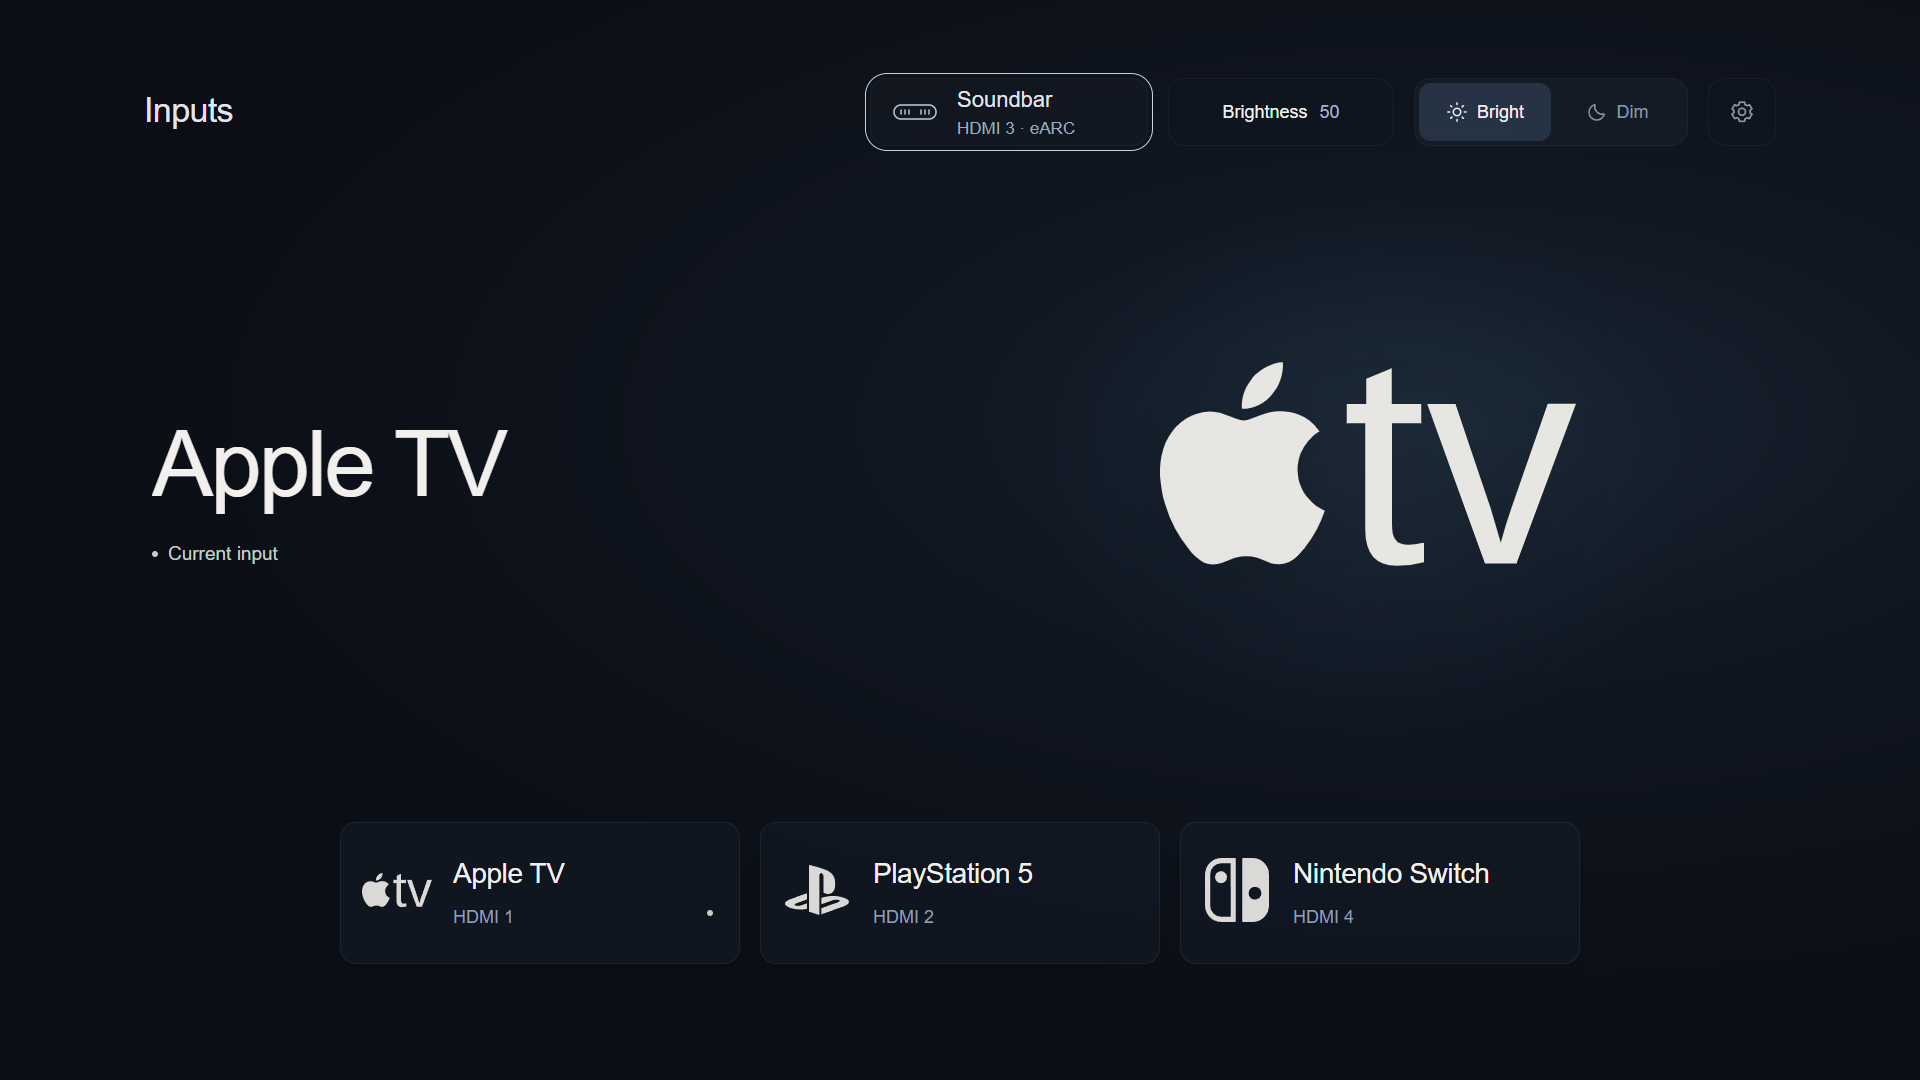 Inputs
Soundbar
HDMI 3 · eARC
Brightness 50
Bright
Dim
Apple TV
• Current input
tv
tv
Apple TV
HDMI 1
PlayStation 5
HDMI 2
Nintendo Switch
HDMI 4